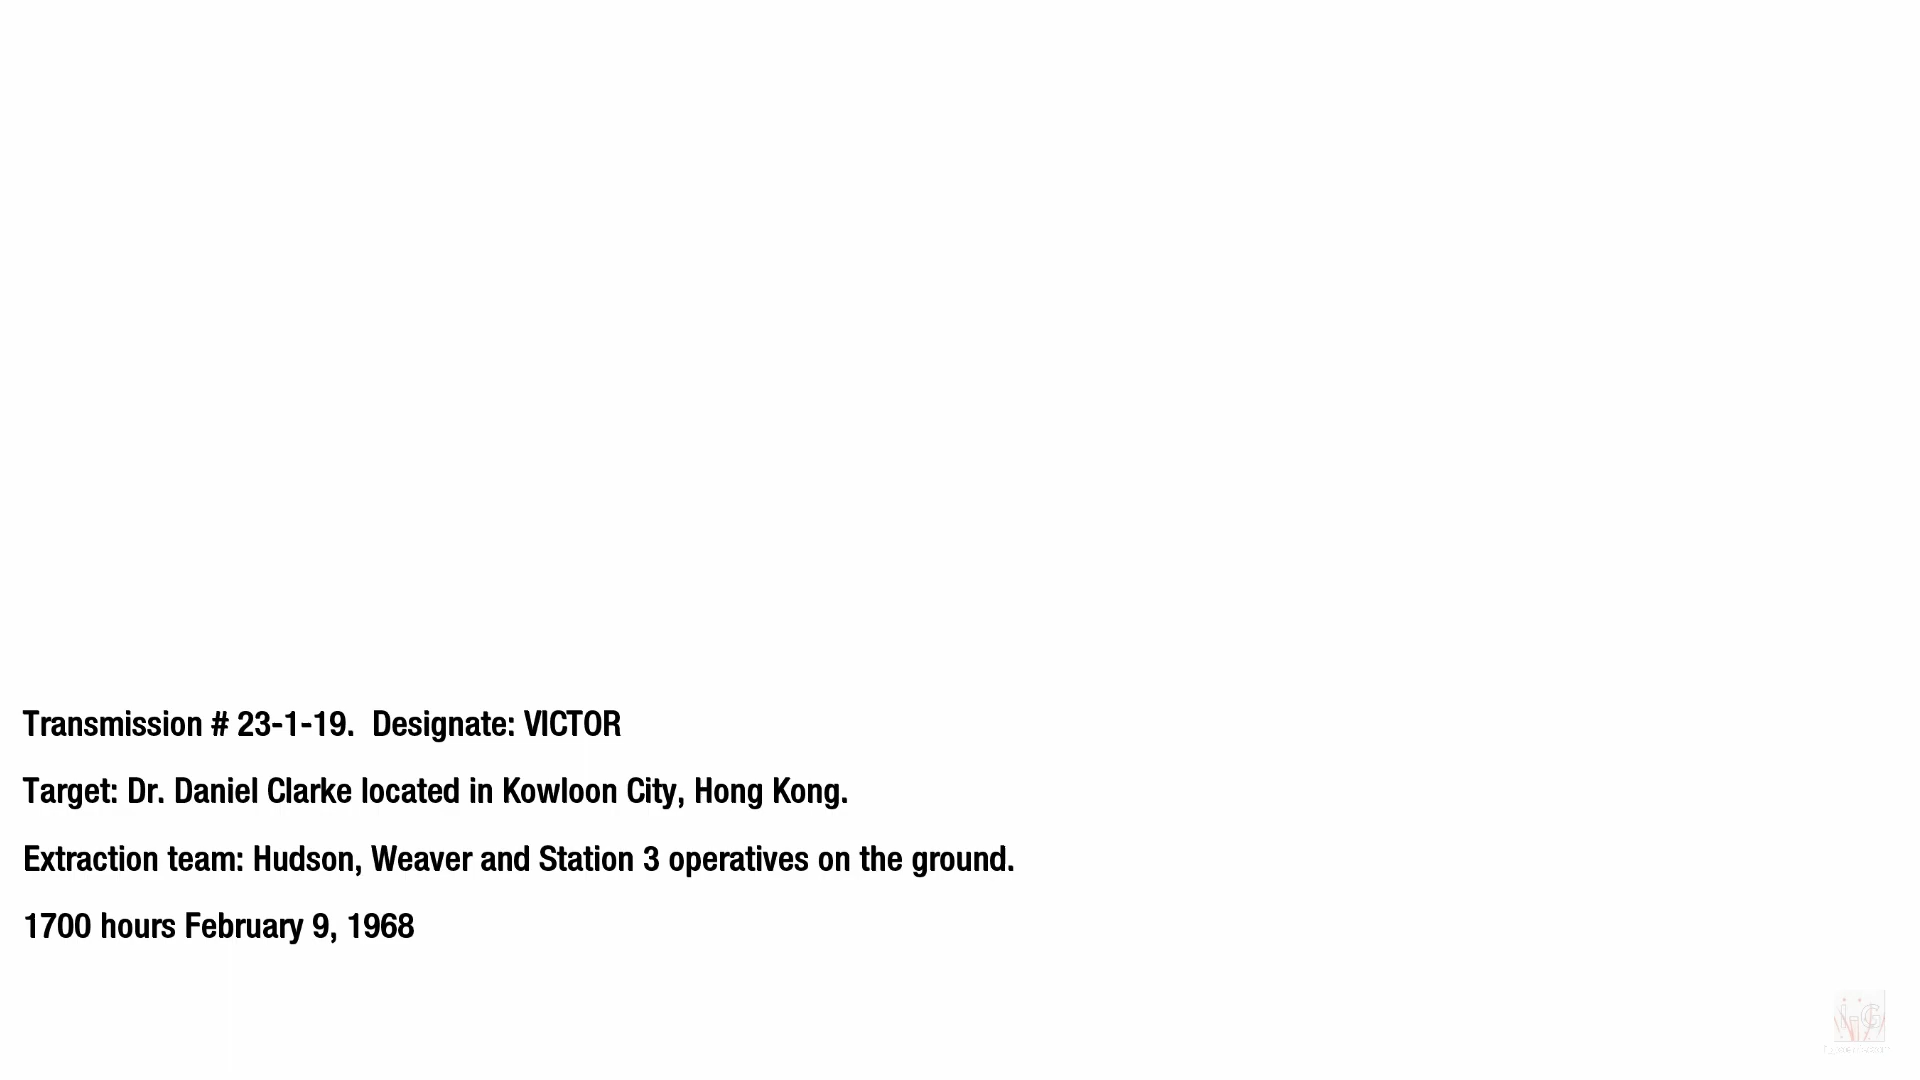 Transmission # 23-1-19.  Designate: VICTOR
Target: Dr. Daniel Clarke located in Kowloon City, Hong Kong.
Extraction team: Hudson, Weaver and Station 3 operatives on the ground.
1700 hours February 9, 1968